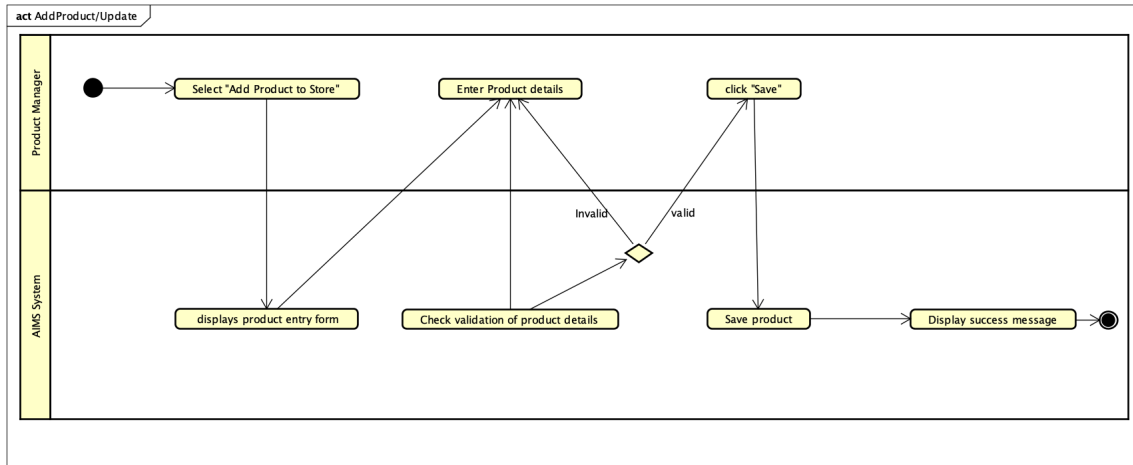 act AddProduct/Update
Product Manager
Select "Add Product to Store"
Enter Product details
click "Save"
Invalid
valid
AIMS System
displays product entry form
Check validation of product details
Save product
Display success message